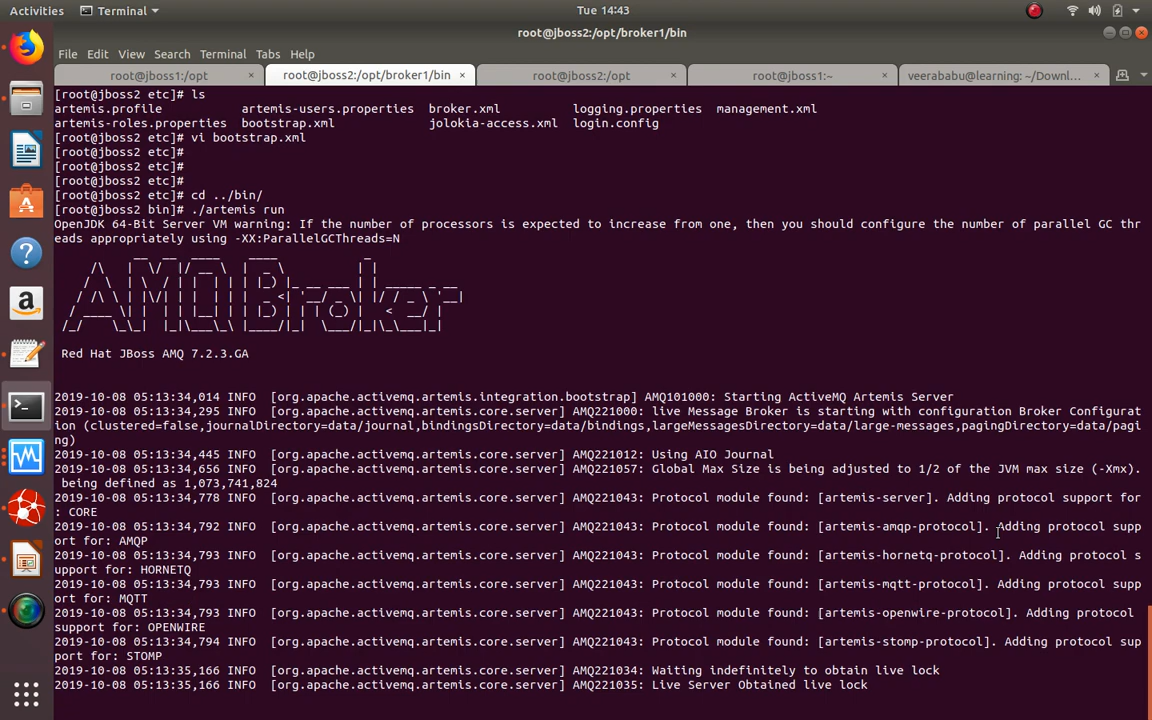 Activities
Terminal
Tue 14:43
root@jboss2:/opt/broker1/bin
File Edit View Search Terminal Tabs Help
root@jboss1:/opt × root@jboss2:/opt/broker1/bin × root@jboss2:/opt × root@jboss1:~ × veerababu@learning: ~/Downl... ×
[root@jboss2 etc]# ls
artemis.profile artemis-users.properties broker.xml logging.properties management.xml
artemis-roles.properties bootstrap.xml jolokia-access.xml login.config
[root@jboss2 etc]# vi bootstrap.xml
[root@jboss2 etc]#
[root@jboss2 etc]#
[root@jboss2 etc]#
[root@jboss2 etc]# cd ../bin/
[root@jboss2 bin]# ./artemis run
OpenJDK 64-Bit Server VM warning: If the number of processors is expected to increase from one, then you should configure the number of parallel GC thr
eads appropriately using -XX:ParallelGCThreads=N
AMQ Broker
Red Hat JBoss AMQ 7.2.3.GA
2019-10-08 05:13:34,014 INFO [org.apache.activemq.artemis.integration.bootstrap] AMQ101000: Starting ActiveMQ Artemis Server
2019-10-08 05:13:34,295 INFO [org.apache.activemq.artemis.core.server] AMQ221000: live Message Broker is starting with configuration Broker Configurat
ion (clustered=false,journalDirectory=data/journal,bindingsDirectory=data/bindings,largeMessagesDirectory=data/large-messages,pagingDirectory=data/pagi
ng)
2019-10-08 05:13:34,445 INFO [org.apache.activemq.artemis.core.server] AMQ221012: Using AIO Journal
2019-10-08 05:13:34,656 INFO [org.apache.activemq.artemis.core.server] AMQ221057: Global Max Size is being adjusted to 1/2 of the JVM max size (-Xmx).
being defined as 1,073,741,824
2019-10-08 05:13:34,778 INFO [org.apache.activemq.artemis.core.server] AMQ221043: Protocol module found: [artemis-server]. Adding protocol support for
: CORE
2019-10-08 05:13:34,792 INFO [org.apache.activemq.artemis.core.server] AMQ221043: Protocol module found: [artemis-amqp-protocol]. Adding protocol supp
ort for: AMQP
2019-10-08 05:13:34,793 INFO [org.apache.activemq.artemis.core.server] AMQ221043: Protocol module found: [artemis-hornetq-protocol]. Adding protocol s
upport for: HORNETQ
2019-10-08 05:13:34,793 INFO [org.apache.activemq.artemis.core.server] AMQ221043: Protocol module found: [artemis-mqtt-protocol]. Adding protocol supp
ort for: MQTT
2019-10-08 05:13:34,793 INFO [org.apache.activemq.artemis.core.server] AMQ221043: Protocol module found: [artemis-openwire-protocol]. Adding protocol
support for: OPENWIRE
2019-10-08 05:13:34,794 INFO [org.apache.activemq.artemis.core.server] AMQ221043: Protocol module found: [artemis-stomp-protocol]. Adding protocol sup
port for: STOMP
2019-10-08 05:13:35,166 INFO [org.apache.activemq.artemis.core.server] AMQ221034: Waiting indefinitely to obtain live lock
2019-10-08 05:13:35,166 INFO [org.apache.activemq.artemis.core.server] AMQ221035: Live Server Obtained live lock